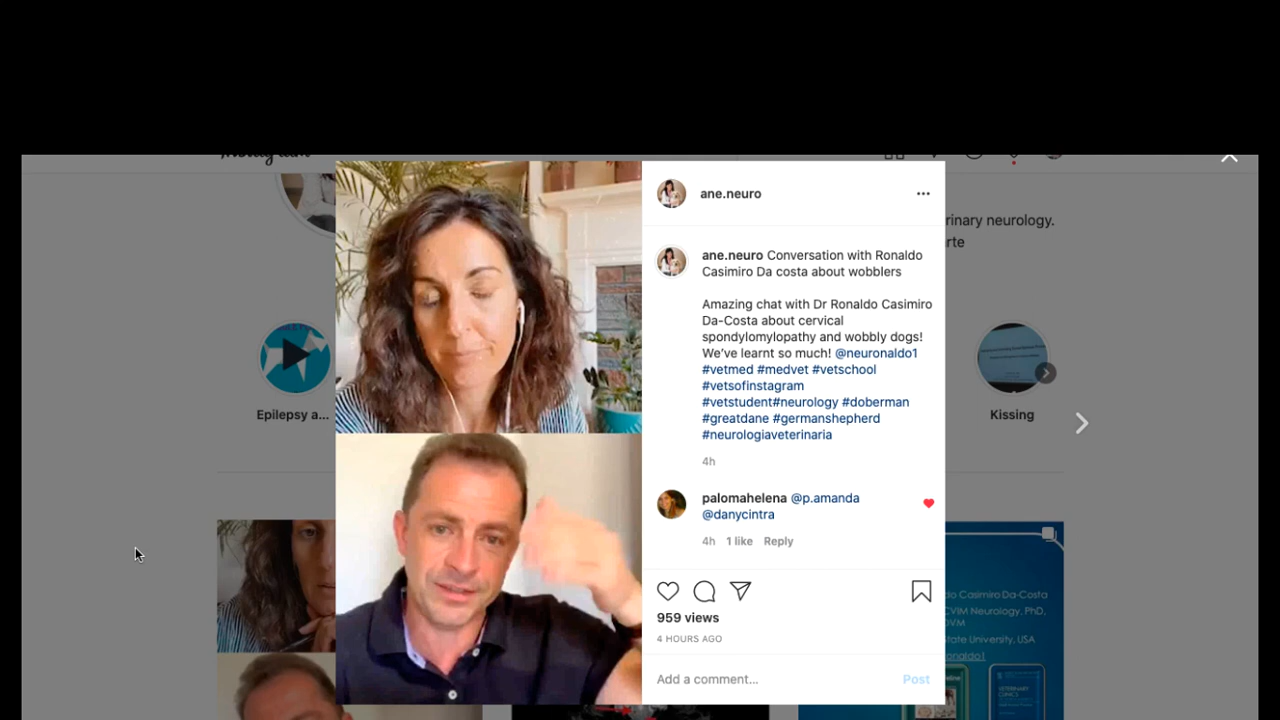 Instagram
rinary neurology.
rte
ane.neuro
ane.neuro Conversation with Ronaldo
Casimiro Da costa about wobblers
Amazing chat with Dr Ronaldo Casimiro
Da-Costa about cervical
spondylomylopathy and wobbly dogs!
We’ve learnt so much! @neuronaldo1
#vetmed #medvet #vetschool
#vetsofinstagram
#vetstudent#neurology #doberman
#greatdane #germanshepherd
#neurologiaveterinaria
4h
palomahelena @p.amanda
@danycintra
4h 1 like Reply
959 views
4 HOURS AGO
Add a comment... Post
Epilepsy a...
Kissing
do Casimiro Da-Costa
CVIM Neurology. PhD,
DVM
State University, USA
onaldo1